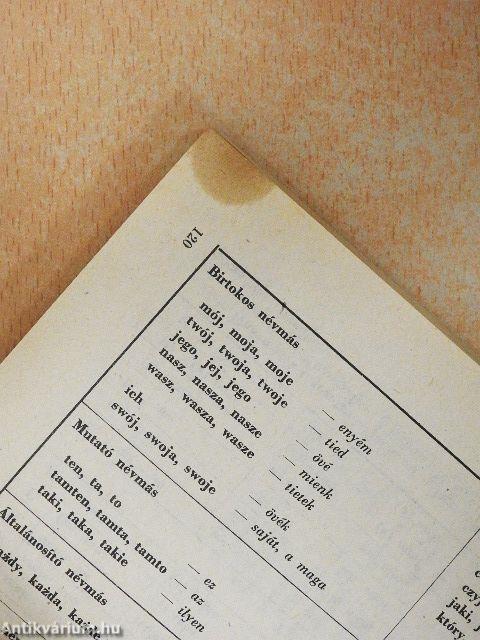 120
Birtokos névmás
mój, moja, moje — enyém
twój, twoja, twoje — tied
jego, jej, jego — övé
nasz, nasza, nasze — mienk
wasz, wasza, wasze — tietek
ich — övék
swój, swoja, swoje — saját, a maga
Mutató névmás
ten, ta, to — ez
tamten, tamta, tamto — az
taki, taka, takie — ilyen
Általánosító névmás
każda,
czyj
jaki, j
który,
Antikvárium.hu